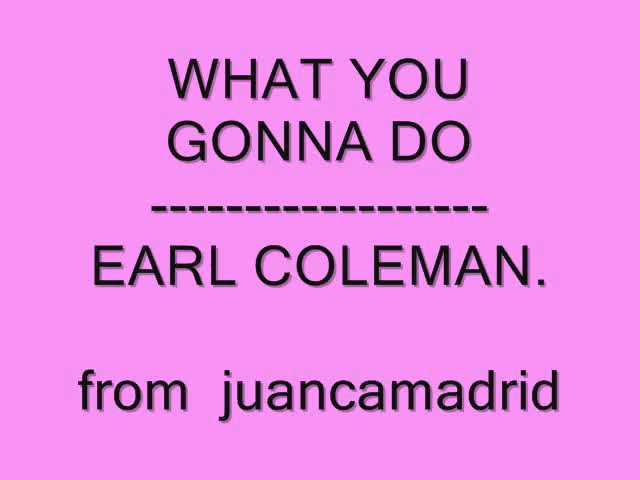 WHAT YOU
GONNA DO
------------------
EARL COLEMAN.
from juancamadrid